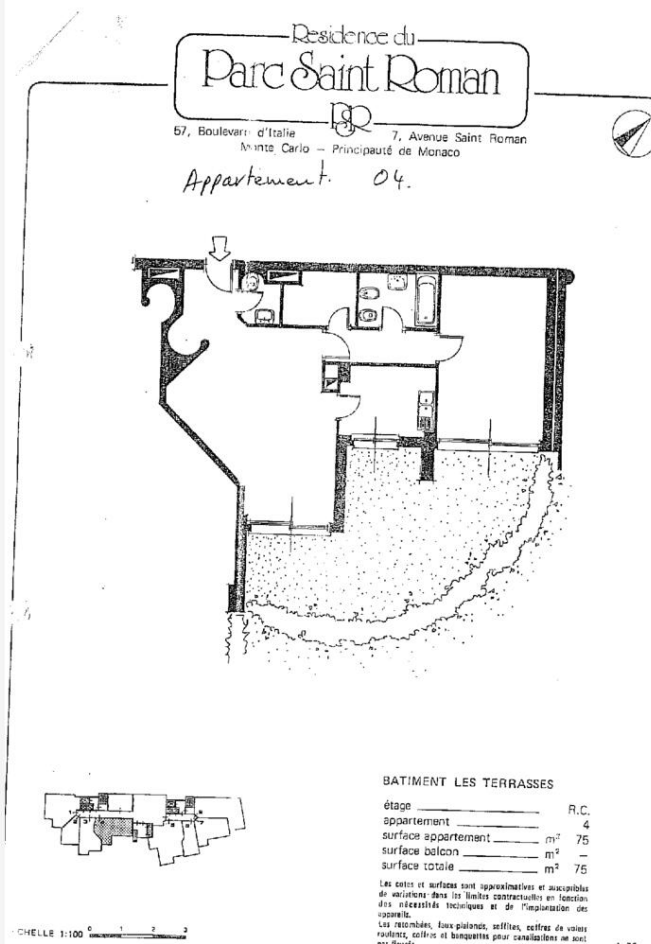 Residence du
Parc Saint Roman
PSR
57, Boulevard d'Italie
7, Avenue Saint Roman
Monte Carlo — Principauté de Monaco
Appartement. 04.
BATIMENT LES TERRASSES
étage R.C.
appartement 4
surface appartement m² 75
surface balcon m² —
surface totale m² 75
Les cotes et surfaces sont approximatives et susceptibles
de variations dans les limites contractuelles en fonction
des nécessités techniques et de l'implantation des
appareils.
Les retombées, faux-plafonds, soffites, coffres de volets
roulants, coffres et banquettes pour canalisations ne sont
pas figurés.
CHELLE 1:100 0 1 2 3